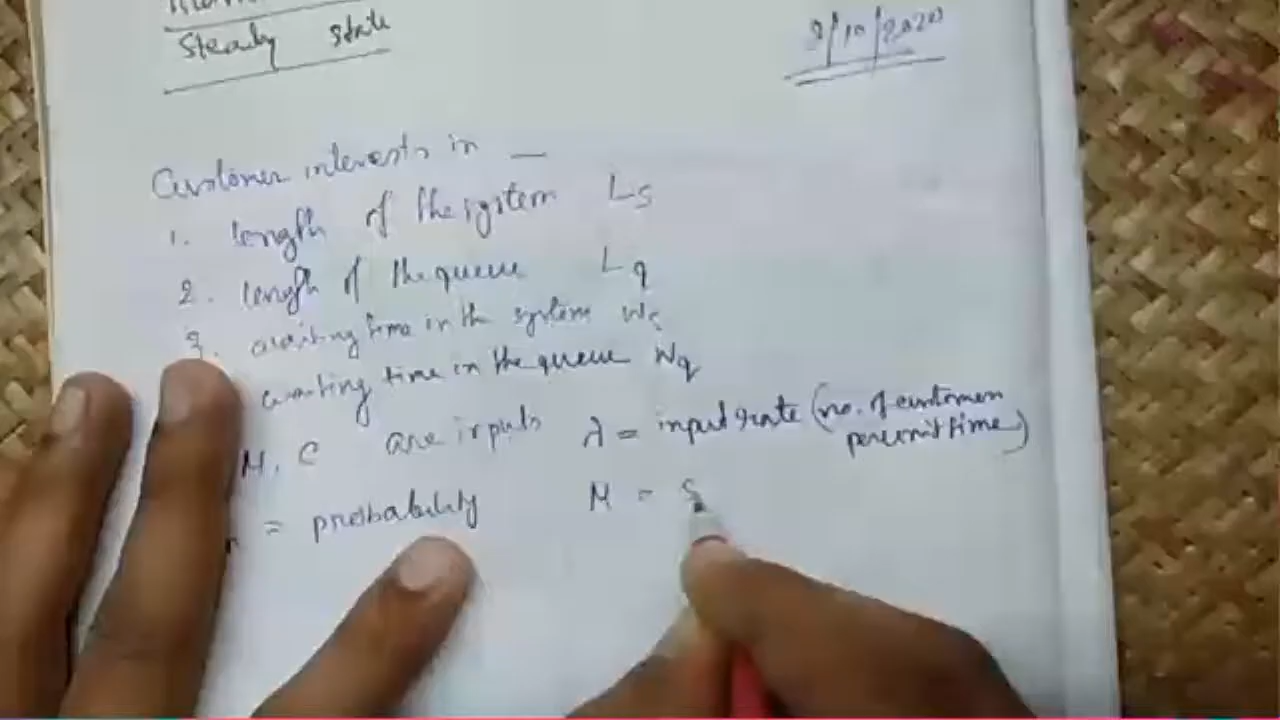 Steady state
9/10/2020
Customer interests in —
1. length of the system Ls
2. length of the queue Lq
3. waiting time in the system Ws
waiting time in the queue Wq
M, C are inputs λ = input rate (no. of customers
per unit time)
= probability M = S